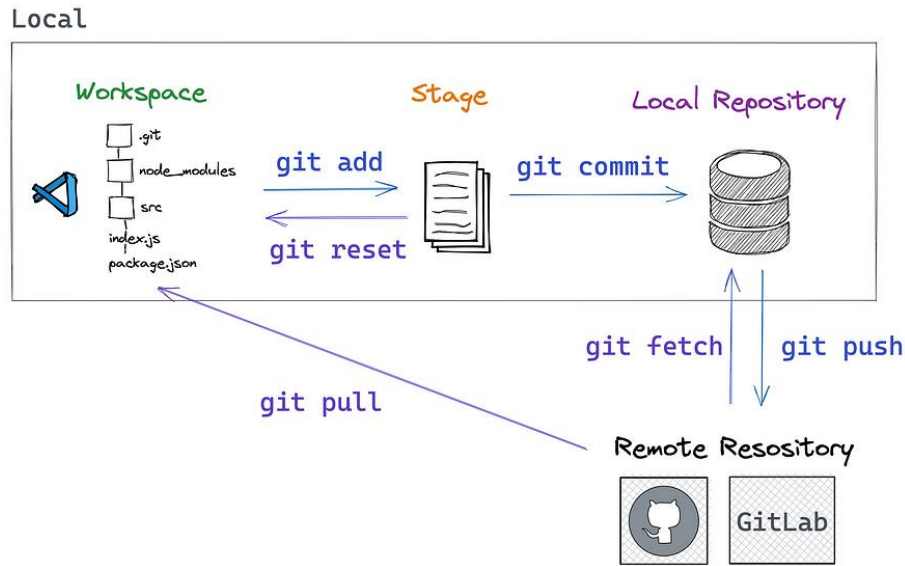 Local
Workspace
Stage
Local Repository
.git
node_modules
src
index.js
package.json
git add
git reset
git commit
git fetch
git push
git pull
Remote Resository
GitLab